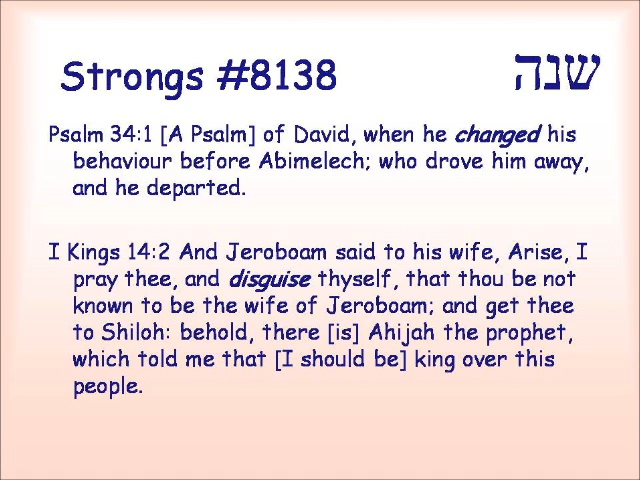 Strongs #8138 שנה
Psalm 34:1 [A Psalm] of David, when he changed his
behaviour before Abimelech; who drove him away,
and he departed.
I Kings 14:2 And Jeroboam said to his wife, Arise, I
pray thee, and disguise thyself, that thou be not
known to be the wife of Jeroboam; and get thee
to Shiloh: behold, there [is] Ahijah the prophet,
which told me that [I should be] king over this
people.